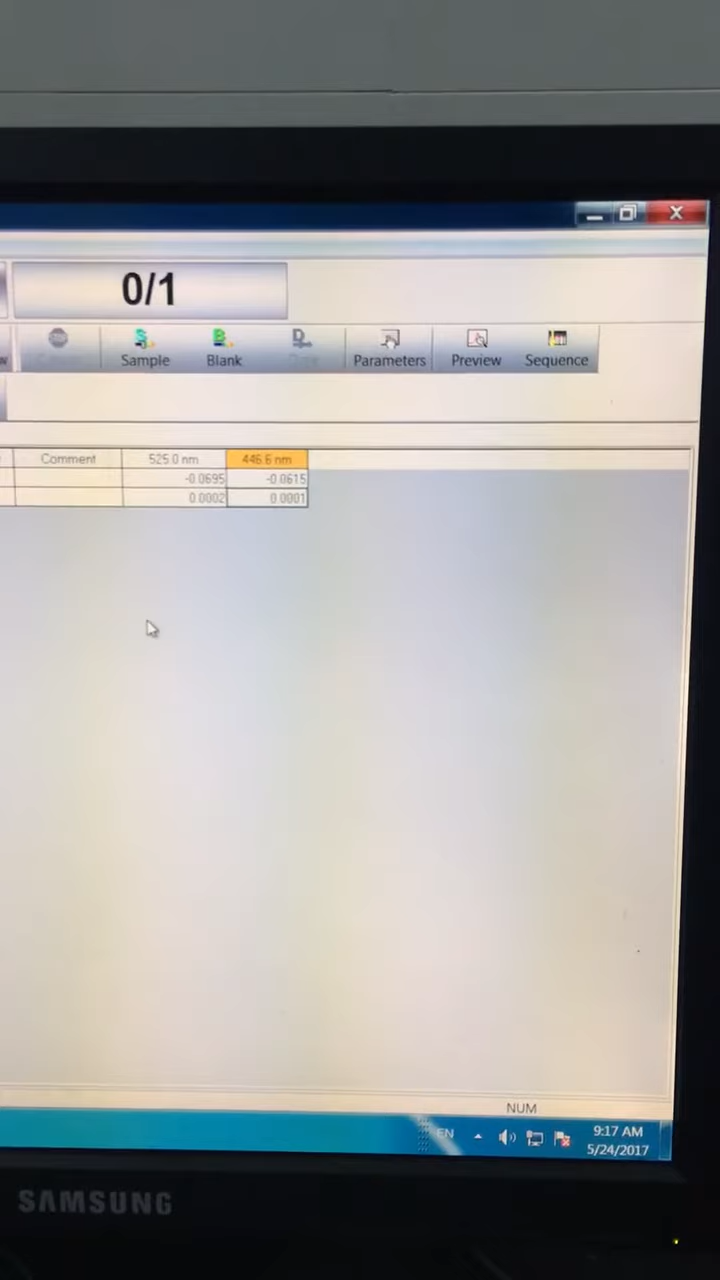 0/1
Sample Blank Parameters Preview Sequence
Comment 525.0 nm 446.6 nm
-0.0695 -0.0615
0.0002 0.0001
NUM
EN 9:17 AM
5/24/2017
SAMSUNG